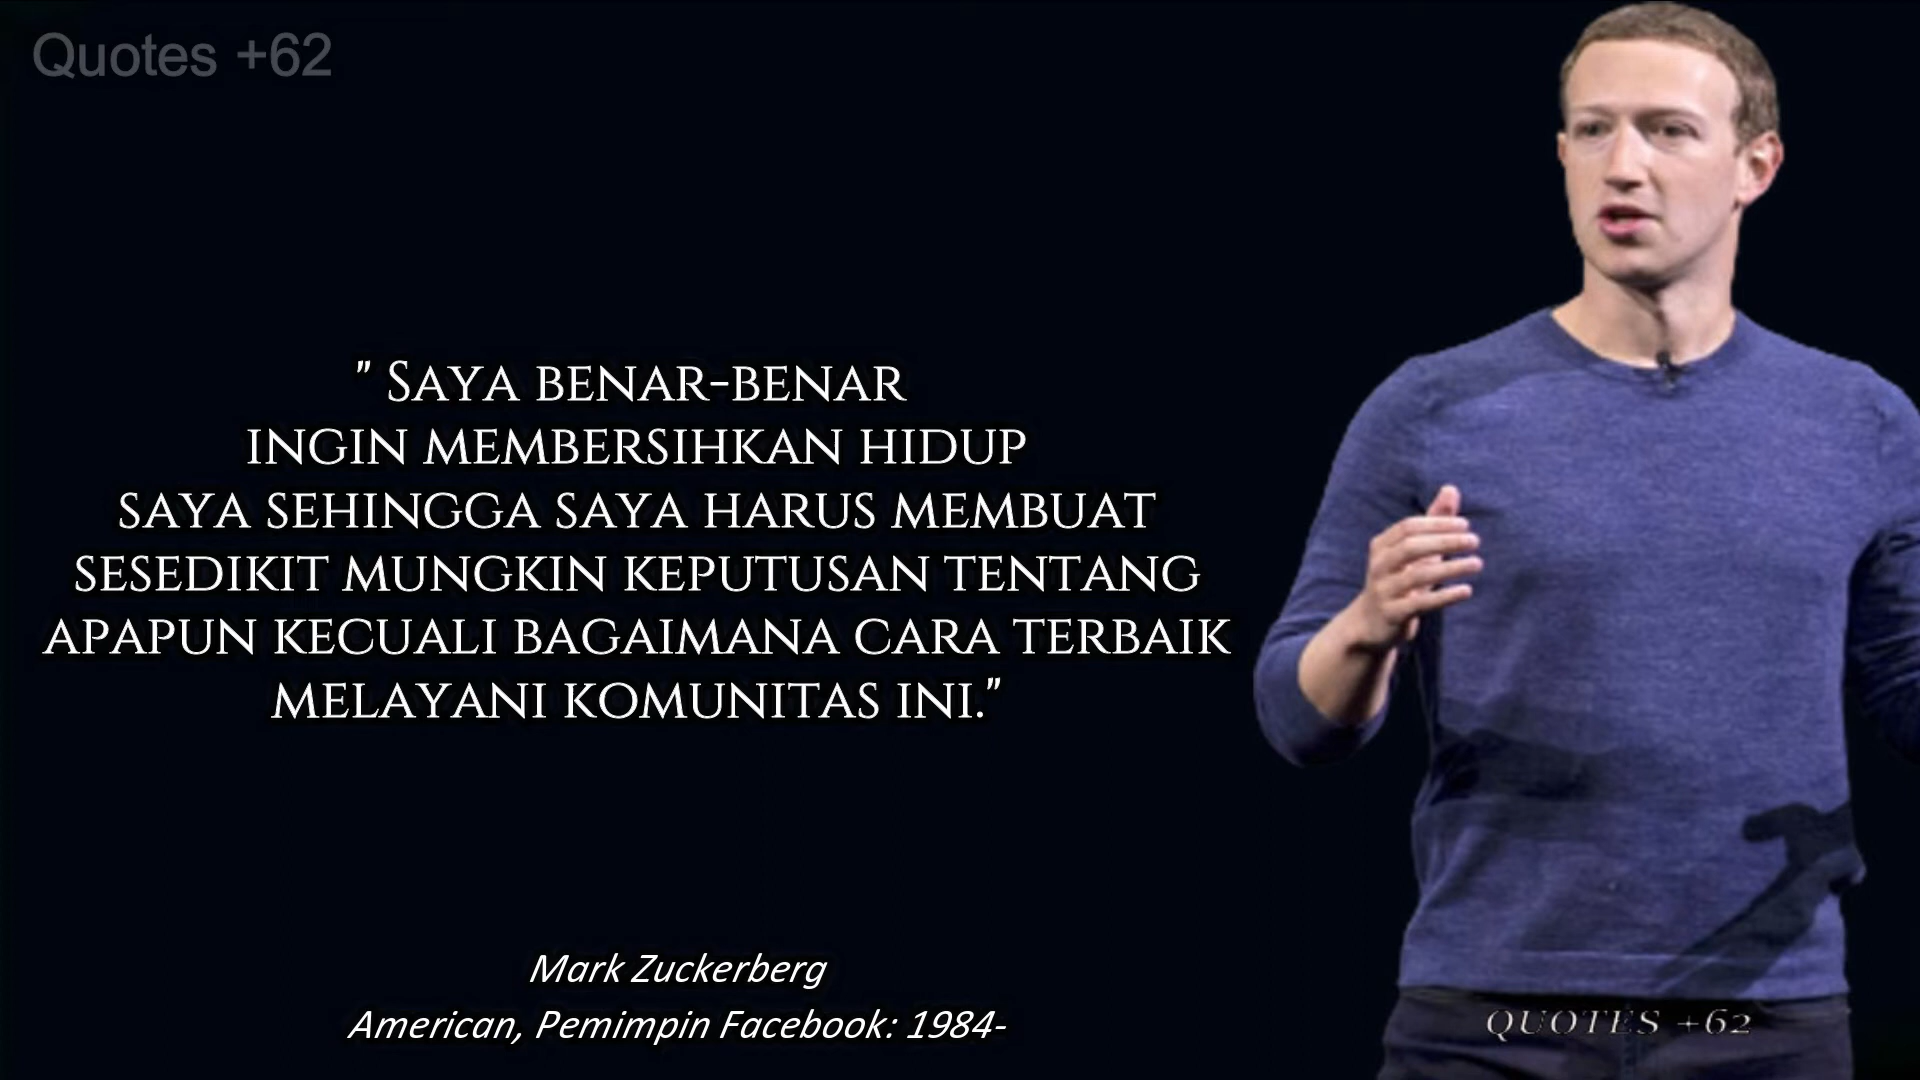 Quotes +62
" Saya benar-benar
ingin membersihkan hidup
saya sehingga saya harus membuat
sesedikit mungkin keputusan tentang
apapun kecuali bagaimana cara terbaik
melayani komunitas ini."
Mark Zuckerberg
American, Pemimpin Facebook: 1984-
QUOTES +62